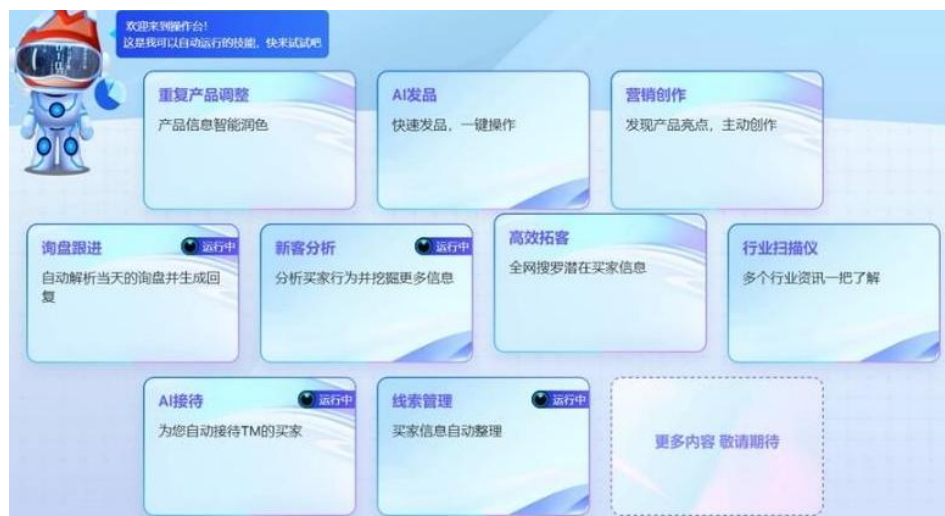 欢迎来到操作台!
这是我可以自动运行的技能，快来试试吧
重复产品调整
产品信息智能润色
AI发品
快速发品，一键操作
营销创作
发现产品亮点，主动创作
询盘跟进
运行中
自动解析当天的询盘并生成回
复
新客分析
运行中
分析买家行为并挖掘更多信息
高效拓客
全网搜罗潜在买家信息
行业扫描仪
多个行业资讯一把了解
AI接待
运行中
为您自动接待TM的买家
线索管理
运行中
买家信息自动整理
更多内容 敬请期待